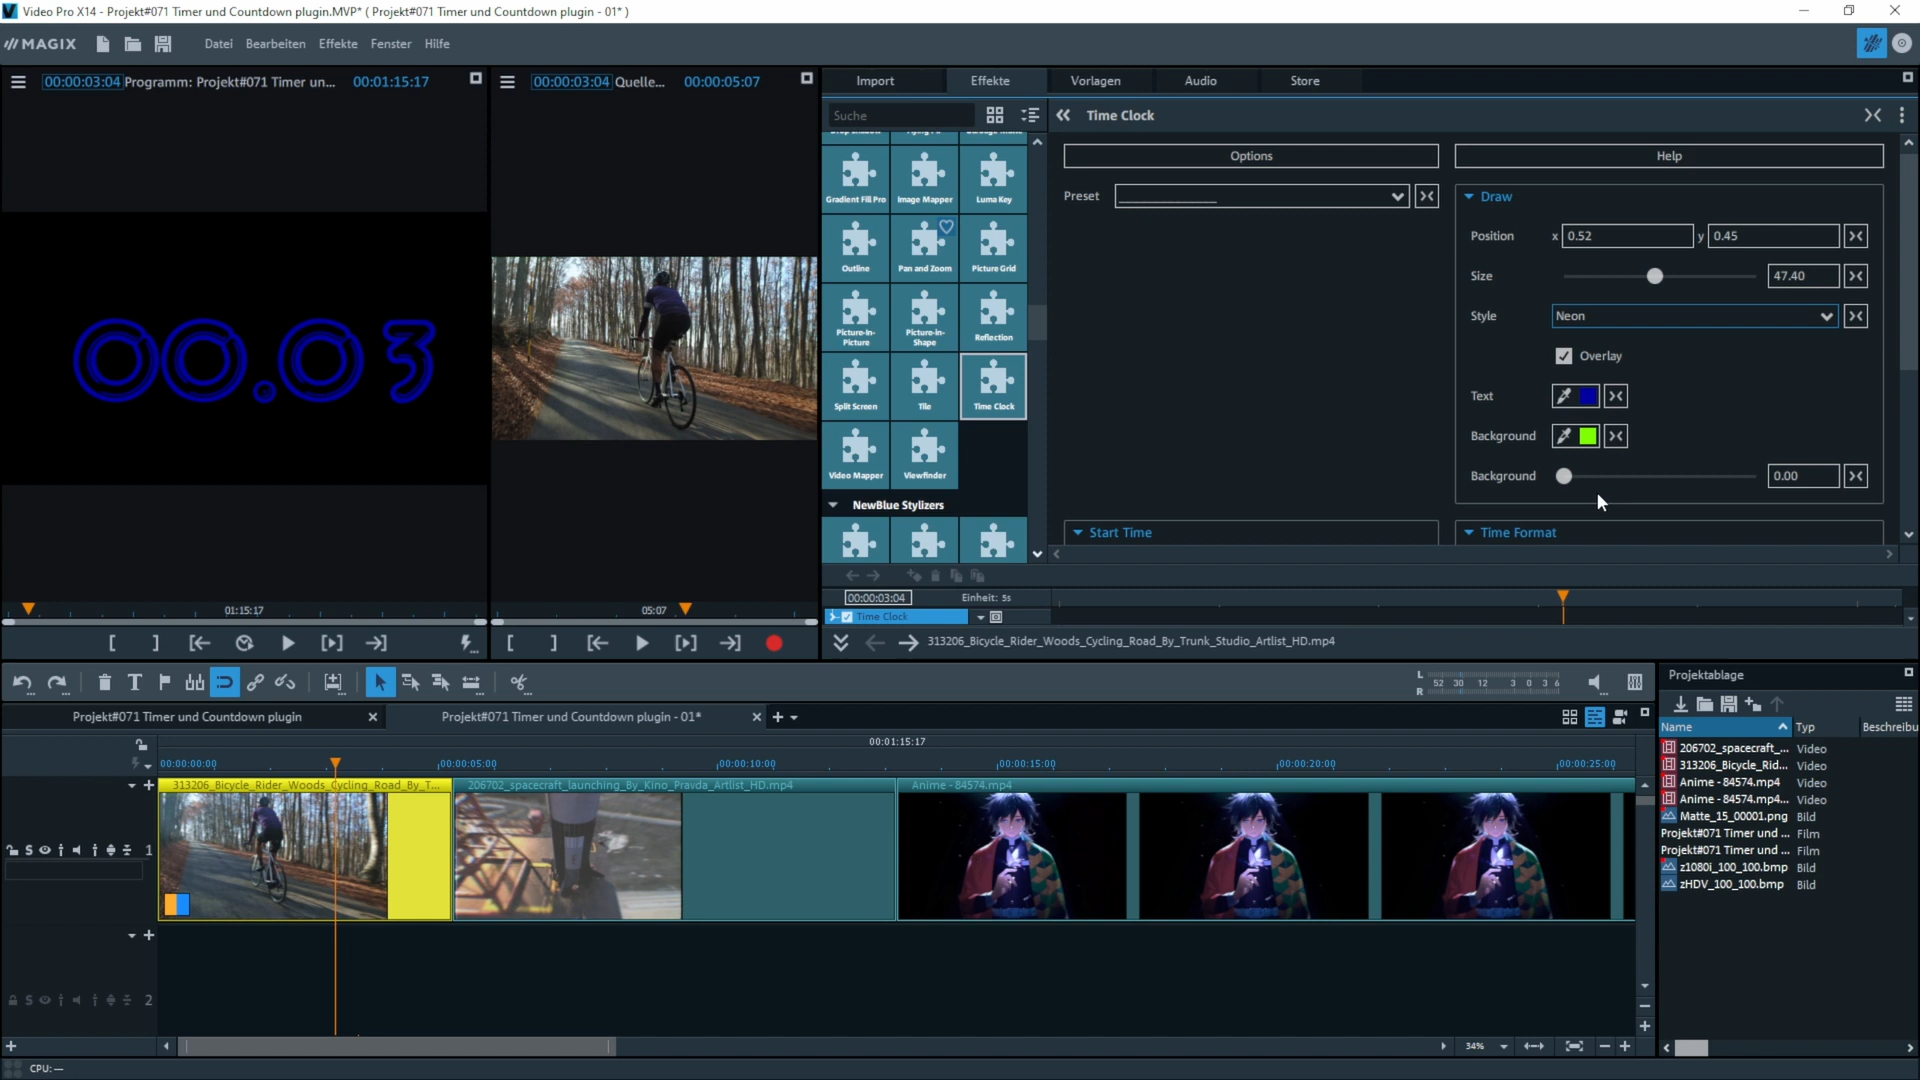 Video Pro X14 - Projekt#071 Timer und Countdown plugin.MVP* ( Projekt#071 Timer und Countdown plugin - 01* )
MAGIX
Datei Bearbeiten Effekte Fenster Hilfe
00:00:03:04 Programm: Projekt#071 Timer un... 00:01:15:17
00:00:03:04 Quelle... 00:00:05:07
Import Effekte Vorlagen Audio Store
Suche
Time Clock
Gradient Fill Pro Image Mapper Luma Key
Outline Pan and Zoom Picture Grid
Picture-In-Picture Picture-in-Shape Reflection
Split Screen Tile Time Clock
Video Mapper Viewfinder
NewBlue Stylizers
Options
Preset
Help
Draw
Position x 0.52 y 0.45
Size 47.40
Style Neon
Overlay
Text
Background
Background 0.00
Start Time
Time Format
00.03
01:15:17
05:07
00:00:03:04 Einheit: 5s
Time Clock
313206_Bicycle_Rider_Woods_Cycling_Road_By_Trunk_Studio_Artlist_HD.mp4
L 52 30 12 3 0 3 6
R
Projekt#071 Timer und Countdown plugin
Projekt#071 Timer und Countdown plugin - 01*
00:01:15:17
00:00:00:00 00:00:05:00 00:00:10:00 00:00:15:00 00:00:20:00 00:00:25:00
313206_Bicycle_Rider_Woods_Cycling_Road_By_T...
206702_spacecraft_launching_By_Kino_Pravda_Artlist_HD.mp4
Anime - 84574.mp4
S 1
S 2
34%
CPU: —
Projektablage
Name Typ Beschreibu
206702_spacecraft_... Video
313206_Bicycle_Rid... Video
Anime - 84574.mp4 Video
Anime - 84574.mp4... Video
Matte_15_00001.png Bild
Projekt#071 Timer und ... Film
Projekt#071 Timer und ... Film
z1080i_100_100.bmp Bild
zHDV_100_100.bmp Bild